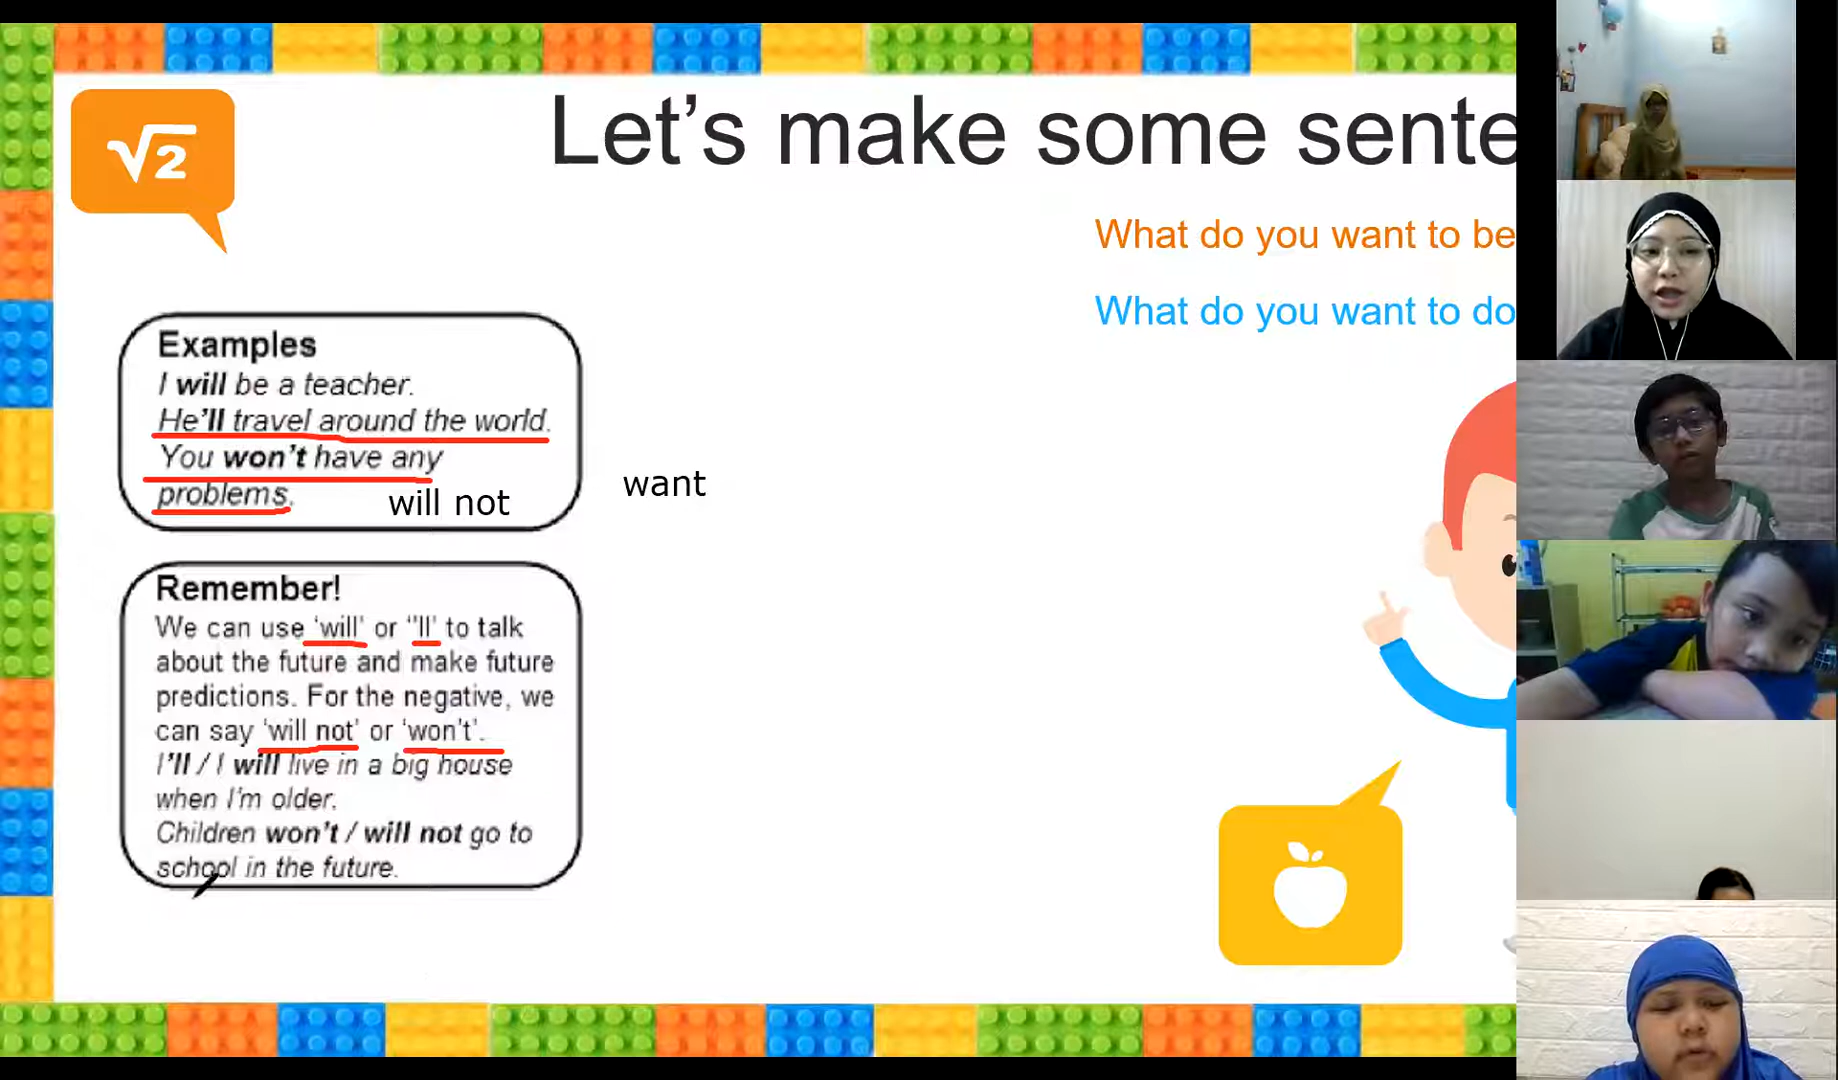 √2
Let's make some sente
What do you want to be
What do you want to do
Examples
I will be a teacher.
He'll travel around the world.
You won't have any
problems.
will not
want
Remember!
We can use 'will' or "ll' to talk
about the future and make future
predictions. For the negative, we
can say 'will not' or 'won't'.
I'll / I will live in a big house
when I'm older.
Children won't / will not go to
school in the future.